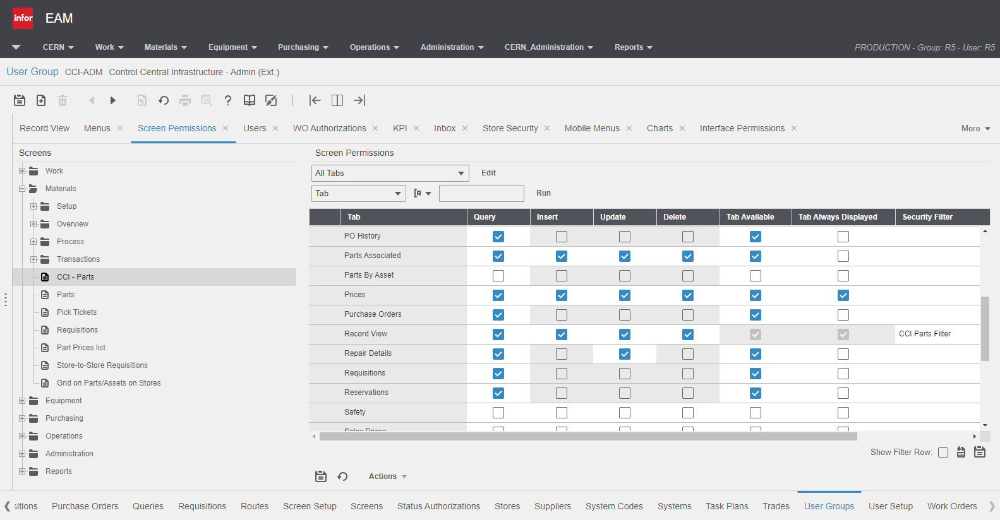 infor EAM
CERN Work Materials Equipment Purchasing Operations Administration CERN_Administration Reports PRODUCTION - Group: R5 - User: R5
User Group CCI-ADM Control Central Infrastructure - Admin (Ext.)
Record View Menus Screen Permissions Users WO Authorizations KPI Inbox Store Security Mobile Menus Charts Interface Permissions More
Screens
Work
Materials
Setup
Overview
Process
Transactions
CCI - Parts
Parts
Pick Tickets
Requisitions
Part Prices list
Store-to-Store Requisitions
Grid on Parts/Assets on Stores
Equipment
Purchasing
Operations
Administration
Reports
Screen Permissions
All Tabs Edit
Tab Run
Tab Query Insert Update Delete Tab Available Tab Always Displayed Security Filter
PO History
Parts Associated
Parts By Asset
Prices
Purchase Orders
Record View CCI Parts Filter
Repair Details
Requisitions
Reservations
Safety
Sales Prices
Show Filter Row:
Actions
sitions Purchase Orders Queries Requisitions Routes Screen Setup Screens Status Authorizations Stores Suppliers System Codes Systems Task Plans Trades User Groups User Setup Work Orders